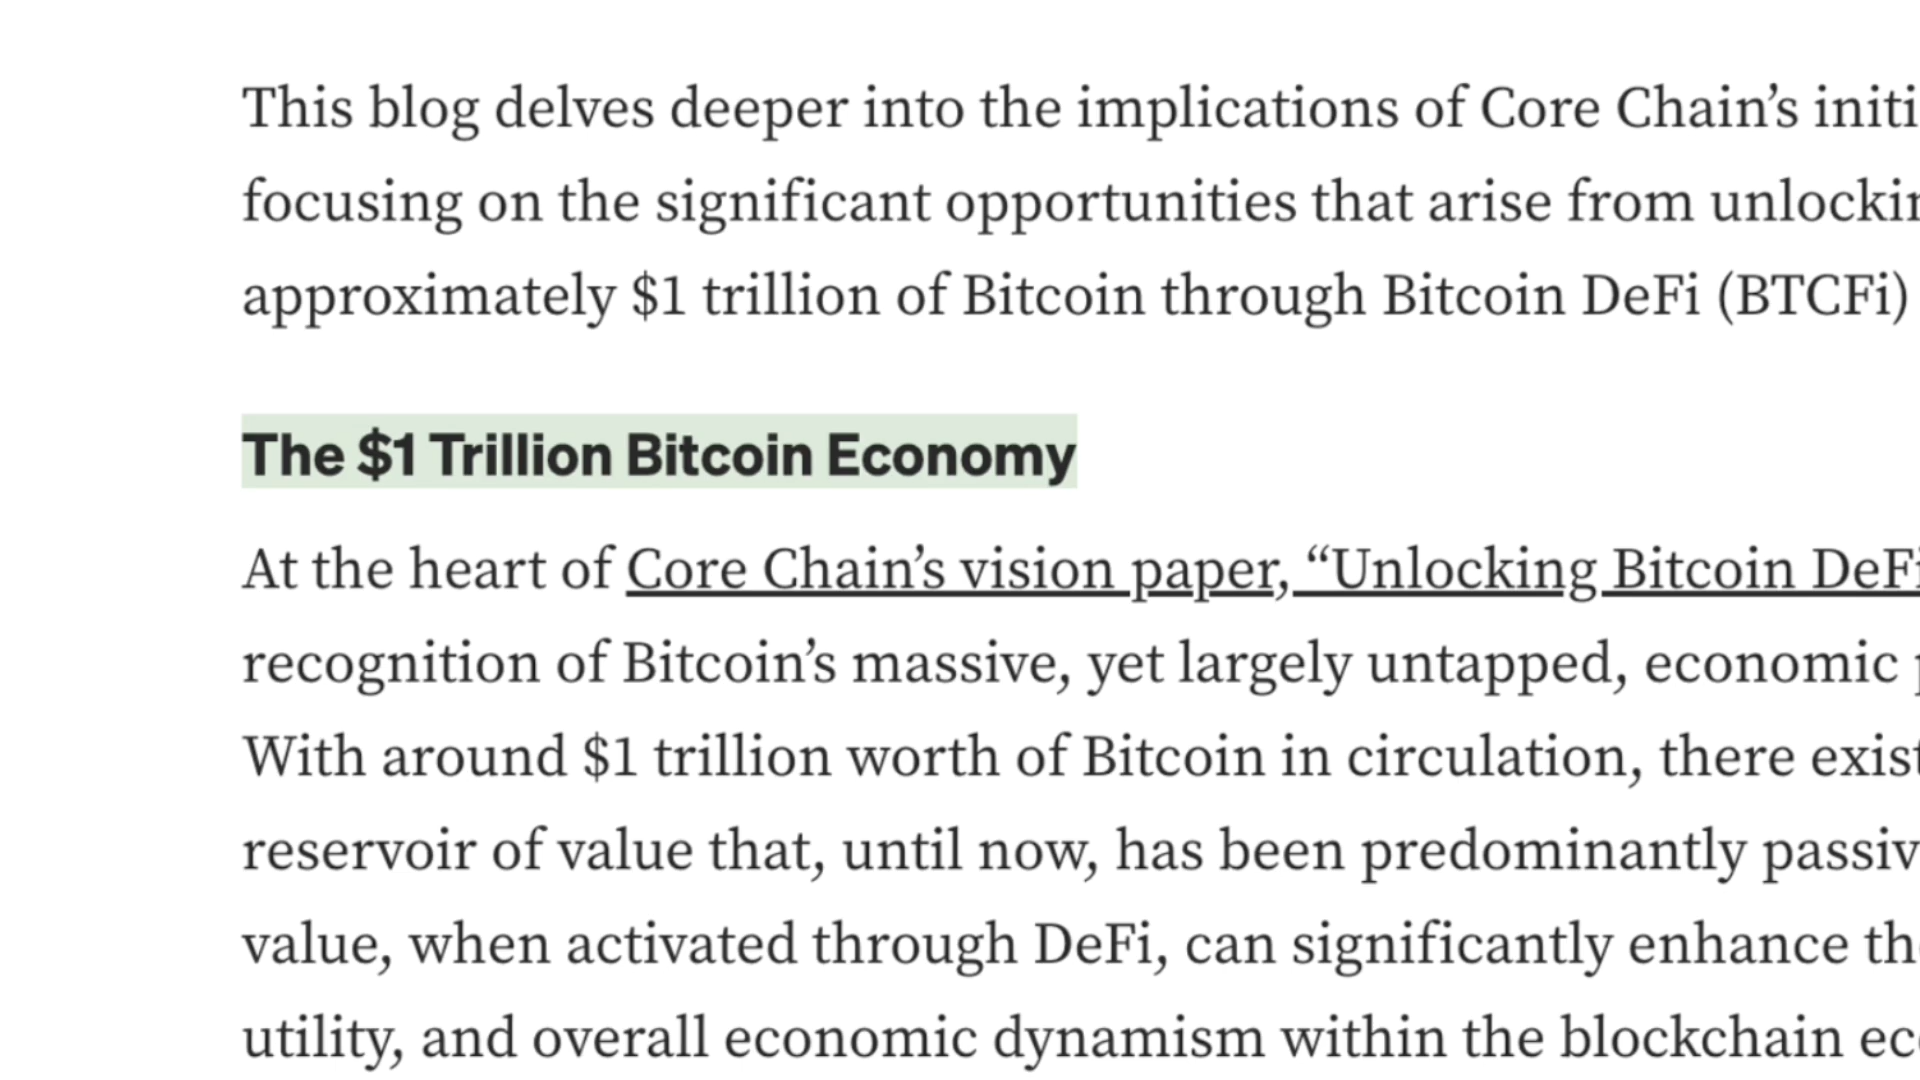 This blog delves deeper into the implications of Core Chain’s initi
focusing on the significant opportunities that arise from unlockin
approximately $1 trillion of Bitcoin through Bitcoin DeFi (BTCFi)
The $1 Trillion Bitcoin Economy
At the heart of Core Chain’s vision paper, “Unlocking Bitcoin DeFi
recognition of Bitcoin’s massive, yet largely untapped, economic
With around $1 trillion worth of Bitcoin in circulation, there exist
reservoir of value that, until now, has been predominantly passiv
value, when activated through DeFi, can significantly enhance the
utility, and overall economic dynamism within the blockchain eco